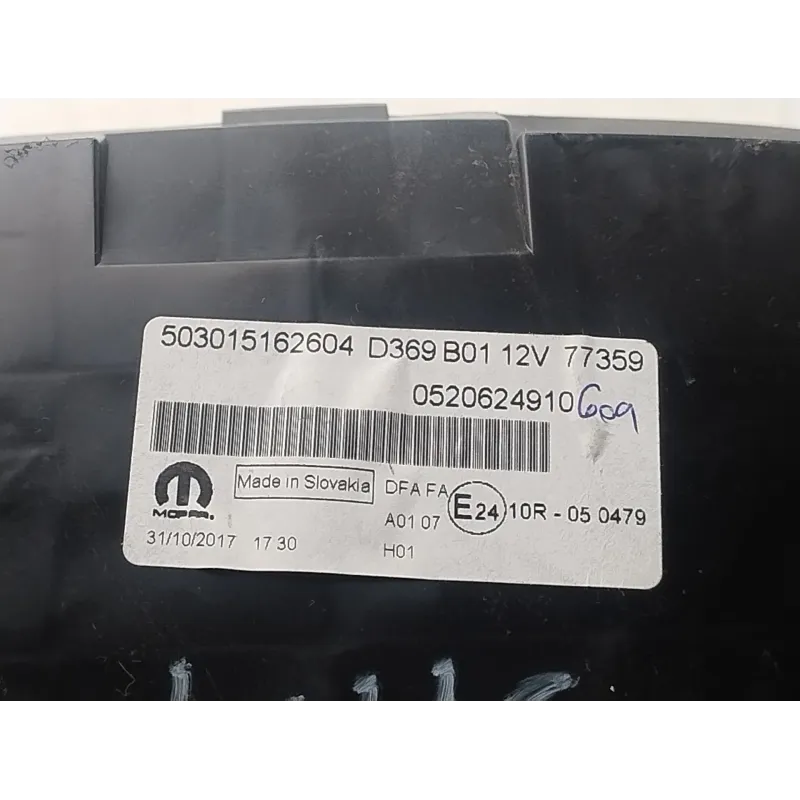 503015162604 D369 B01 12V 77359
0520624910 Goa
Made in Slovakia
DFA FA
E24
10R - 05 0479
A01 07
MOPAR.
31/10/2017 17 30
H01